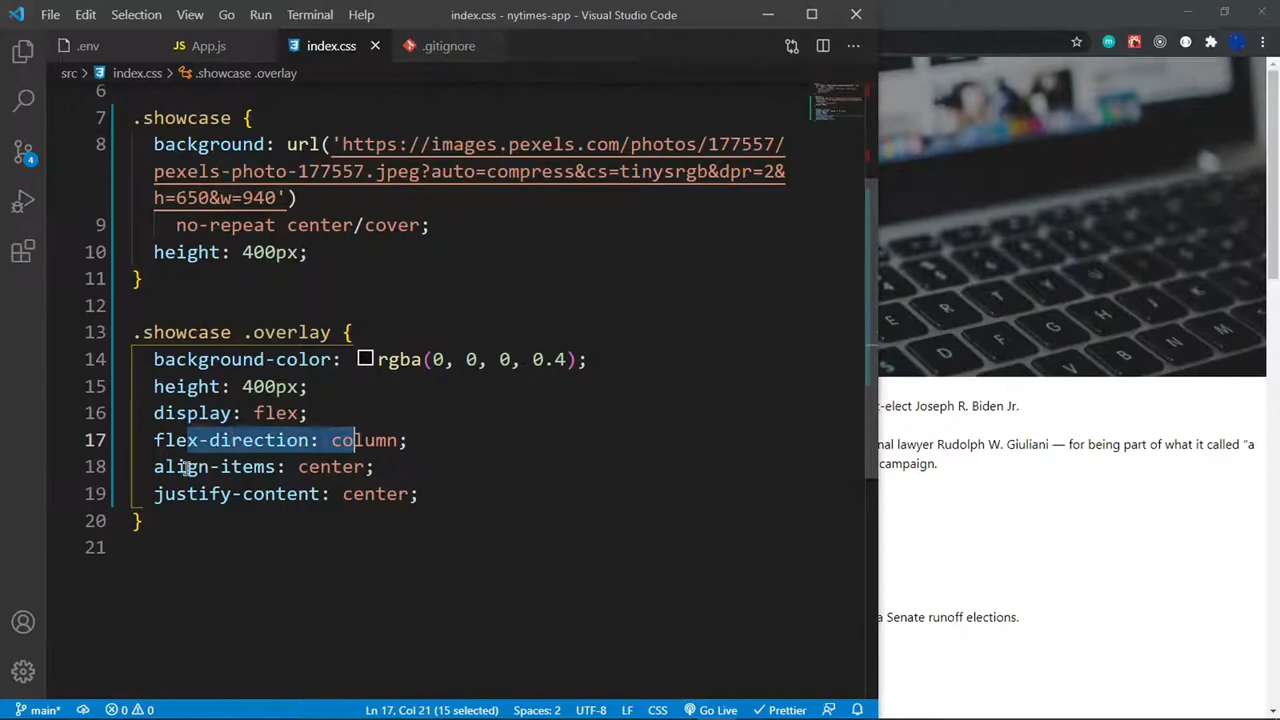 File Edit Selection View Go Run Terminal Help index.css - nytimes-app - Visual Studio Code
.env JS App.js index.css .gitignore
src > index.css > .showcase .overlay
6
7 .showcase {
8 background: url('https://images.pexels.com/photos/177557/
pexels-photo-177557.jpeg?auto=compress&cs=tinysrgb&dpr=2&
h=650&w=940')
9 no-repeat center/cover;
10 height: 400px;
11 }
12
13 .showcase .overlay {
14 background-color: rgba(0, 0, 0, 0.4);
15 height: 400px;
16 display: flex;
17 flex-direction: column;
18 align-items: center;
19 justify-content: center;
20 }
21
4
t-elect Joseph R. Biden Jr.
nal lawyer Rudolph W. Giuliani — for being part of what it called “a
campaign.
a Senate runoff elections.
main* 0 0 Ln 17, Col 21 (15 selected) Spaces: 2 UTF-8 LF CSS Go Live Prettier